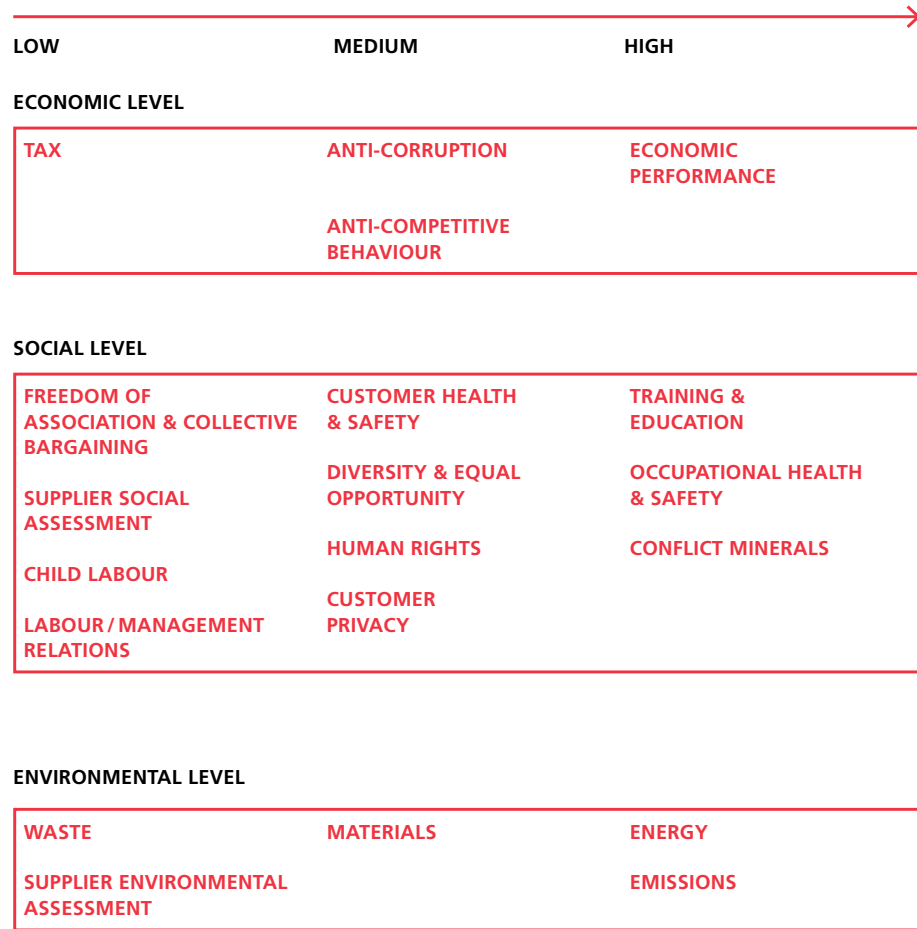 LOW
MEDIUM
HIGH
ECONOMIC LEVEL
TAX
ANTI-CORRUPTION
ANTI-COMPETITIVE
BEHAVIOUR
ECONOMIC
PERFORMANCE
SOCIAL LEVEL
FREEDOM OF
ASSOCIATION & COLLECTIVE
BARGAINING
SUPPLIER SOCIAL
ASSESSMENT
CHILD LABOUR
LABOUR / MANAGEMENT
RELATIONS
CUSTOMER HEALTH
& SAFETY
DIVERSITY & EQUAL
OPPORTUNITY
HUMAN RIGHTS
CUSTOMER
PRIVACY
TRAINING &
EDUCATION
OCCUPATIONAL HEALTH
& SAFETY
CONFLICT MINERALS
ENVIRONMENTAL LEVEL
WASTE
SUPPLIER ENVIRONMENTAL
ASSESSMENT
MATERIALS
ENERGY
EMISSIONS